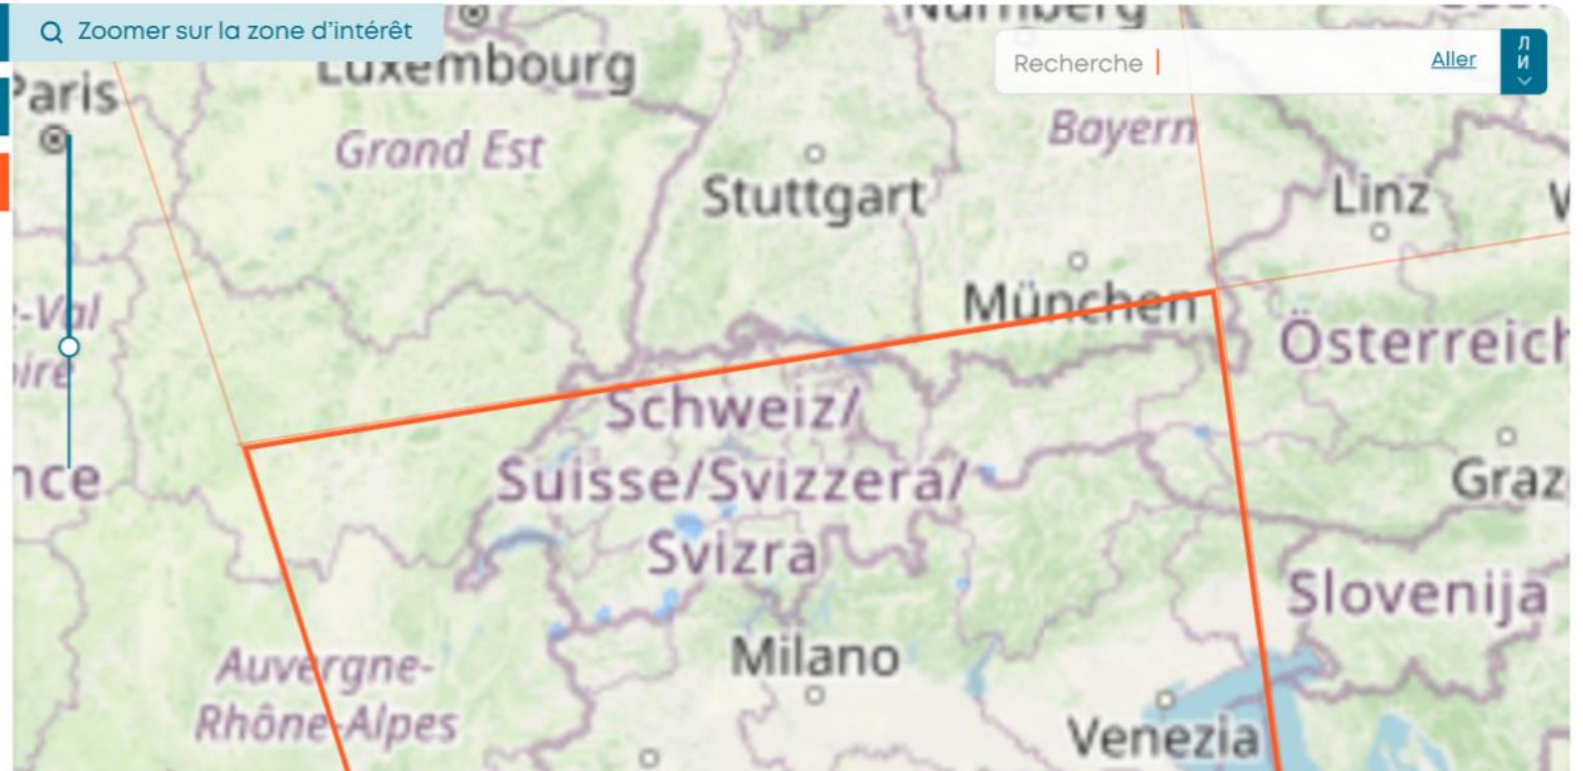 Zoomer sur la zone d'intérêt
Nürnberg
Luxembourg
Recherche
Aller
Paris
Grand Est
Bayern
Stuttgart
Linz
München
Österreich
Schweiz/
Suisse/Svizzera/
Svizra
Graz
Slovenija
Milano
Auvergne-
Rhône-Alpes
Venezia